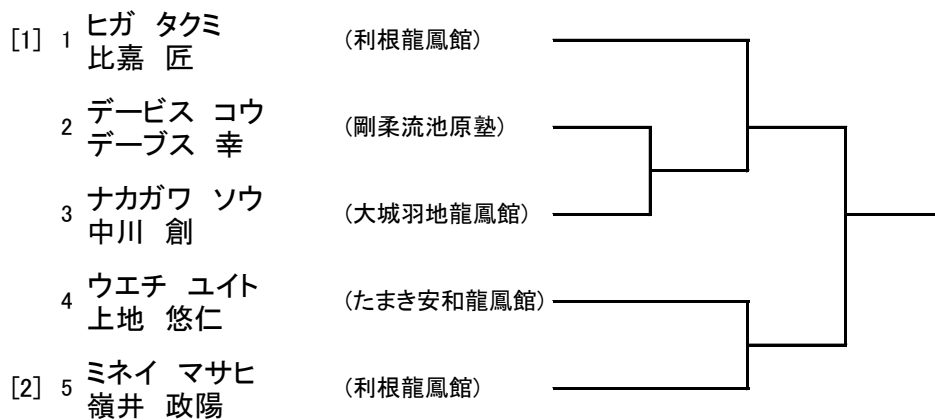 ヒガ　タクミ
[1] 1 比嘉　匠 (利根龍鳳館)
デービス　コウ
2 デーブス　幸 (剛柔流池原塾)
ナカガワ　ソウ
3 中川　創 (大城羽地龍鳳館)
ウエチ　ユイト
4 上地　悠仁 (たまき安和龍鳳館)
ミネイ　マサヒ
[2] 5 嶺井　政陽 (利根龍鳳館)